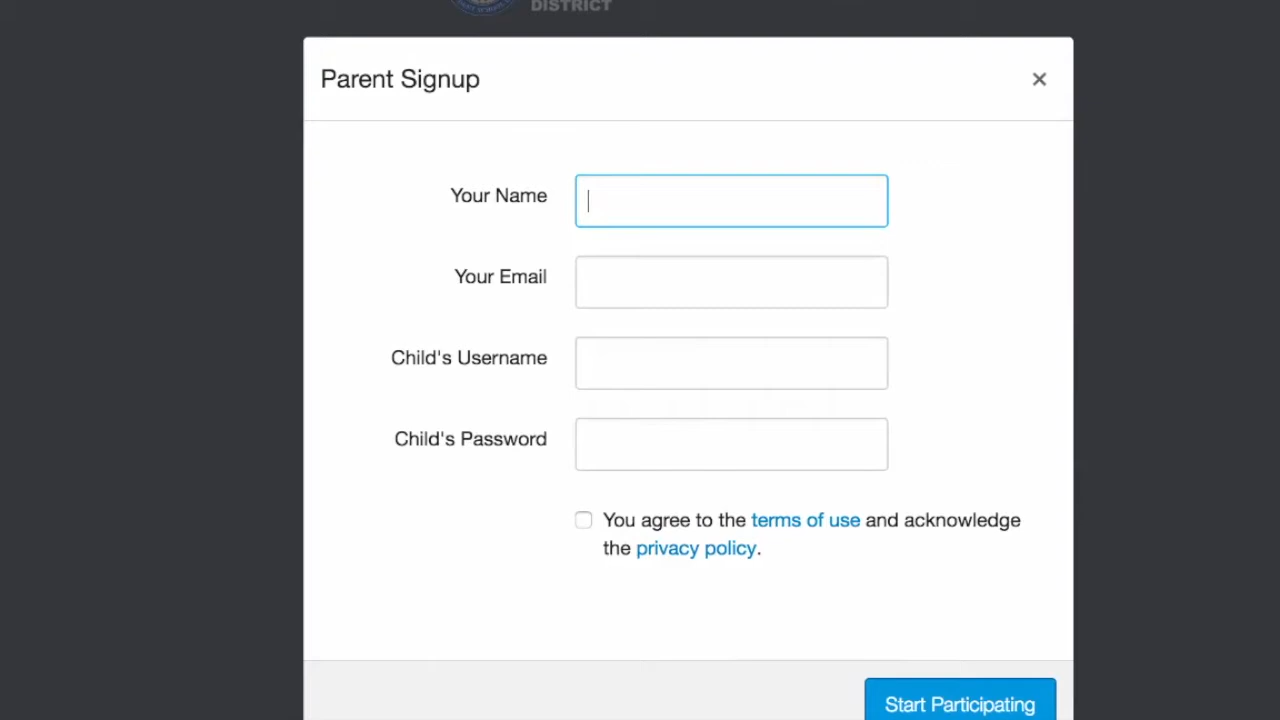 DISTRICT
Parent Signup
×
Your Name
Your Email
Child's Username
Child's Password
You agree to the terms of use and acknowledge
the privacy policy.
Start Participating